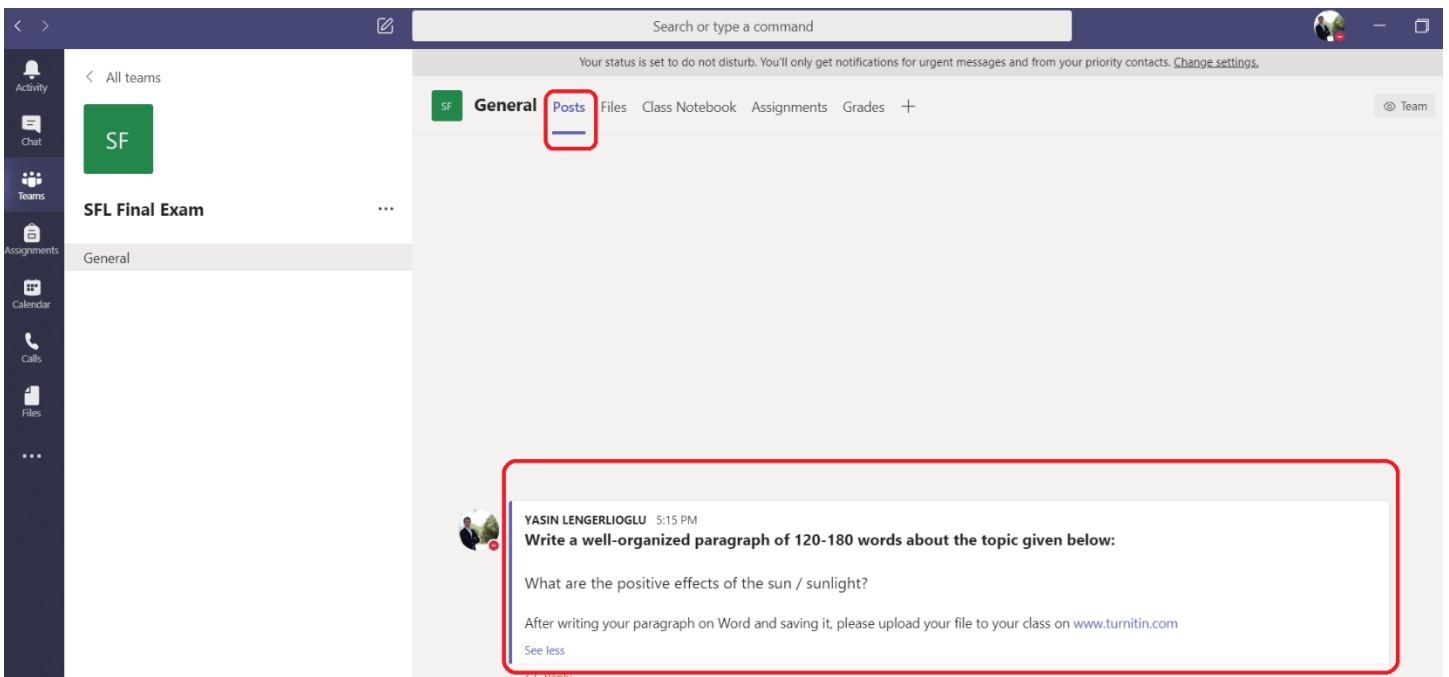 Search or type a command
Activity
Chat
Teams
Assignments
Calendar
Calls
Files
All teams
SF
SFL Final Exam
General
Your status is set to do not disturb. You'll only get notifications for urgent messages and from your priority contacts. Change settings.
SF General Posts Files Class Notebook Assignments Grades
Team
YASIN LENGERLIOGLU 5:15 PM
Write a well-organized paragraph of 120-180 words about the topic given below:
What are the positive effects of the sun / sunlight?
After writing your paragraph on Word and saving it, please upload your file to your class on www.turnitin.com
See less
Reply